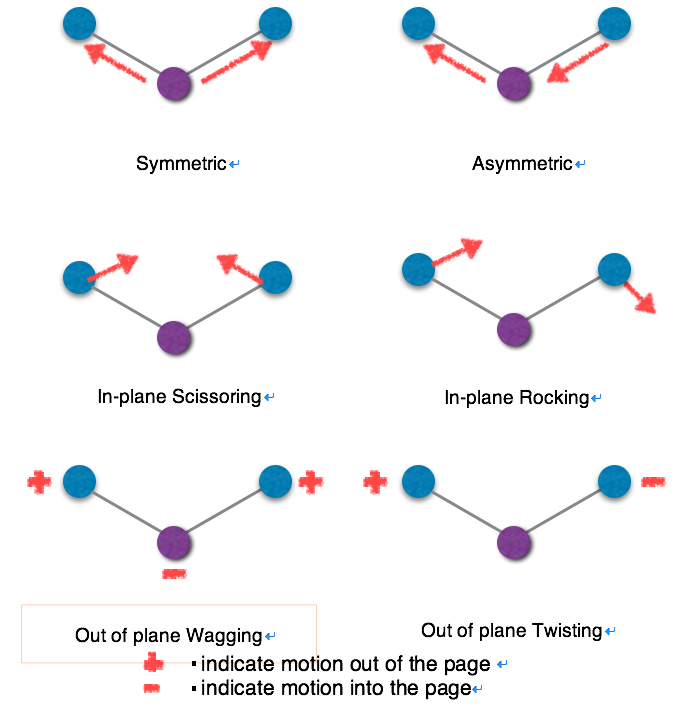 Symmetric↵
Asymmetric↵
In-plane Scissoring↵
In-plane Rocking↵
+ +
-
+ -
Out of plane Wagging↵
Out of plane Twisting↵
+ ▪ indicate motion out of the page ↵
- ▪ indicate motion into the page↵